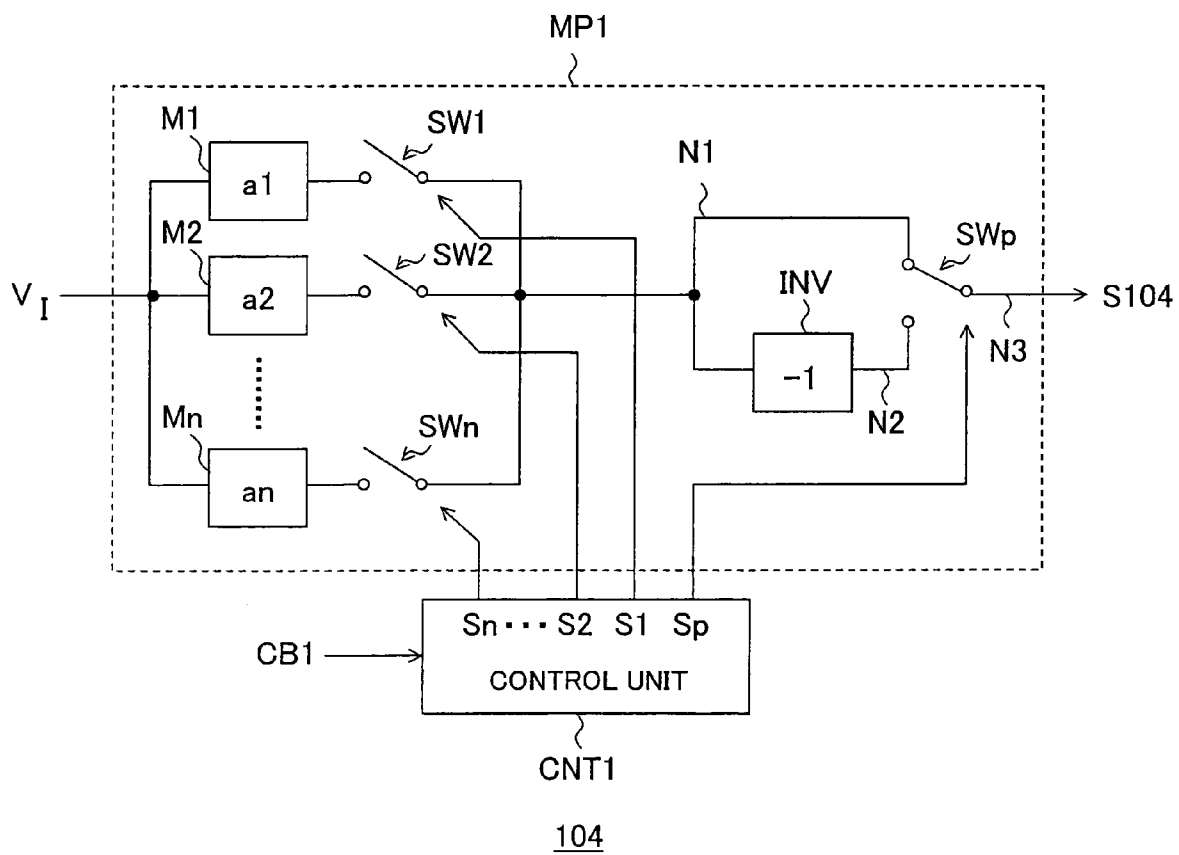 MP1
M1
a1
SW1
N1
M2
a2
SW2
SWp
VI
INV
-1
S104
N3
N2
Mn
an
SWn
Sn ••• S2 S1 Sp
CB1
CONTROL UNIT
CNT1
104